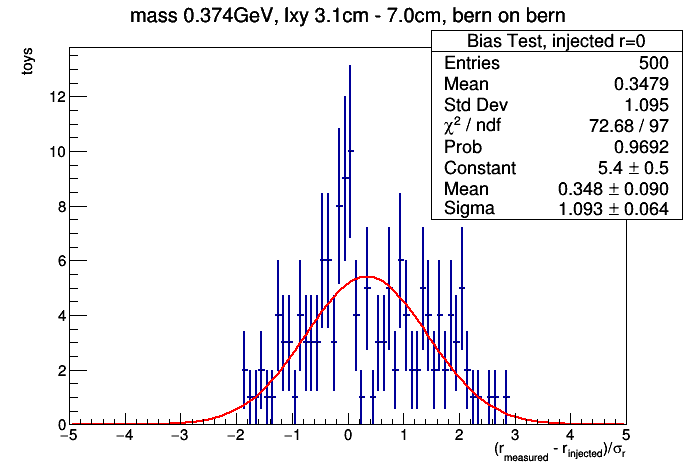 mass 0.374GeV, lxy 3.1cm - 7.0cm, bern on bern
toys
Bias Test, injected r=0
Entries 500
Mean 0.3479
Std Dev 1.095
χ² / ndf 72.68 / 97
Prob 0.9692
Constant 5.4 ± 0.5
Mean 0.348 ± 0.090
Sigma 1.093 ± 0.064
12
10
8
6
4
2
0
−5 −4 −3 −2 −1 0 1 2 3 4 5
(r_measured - r_injected)/σ_r